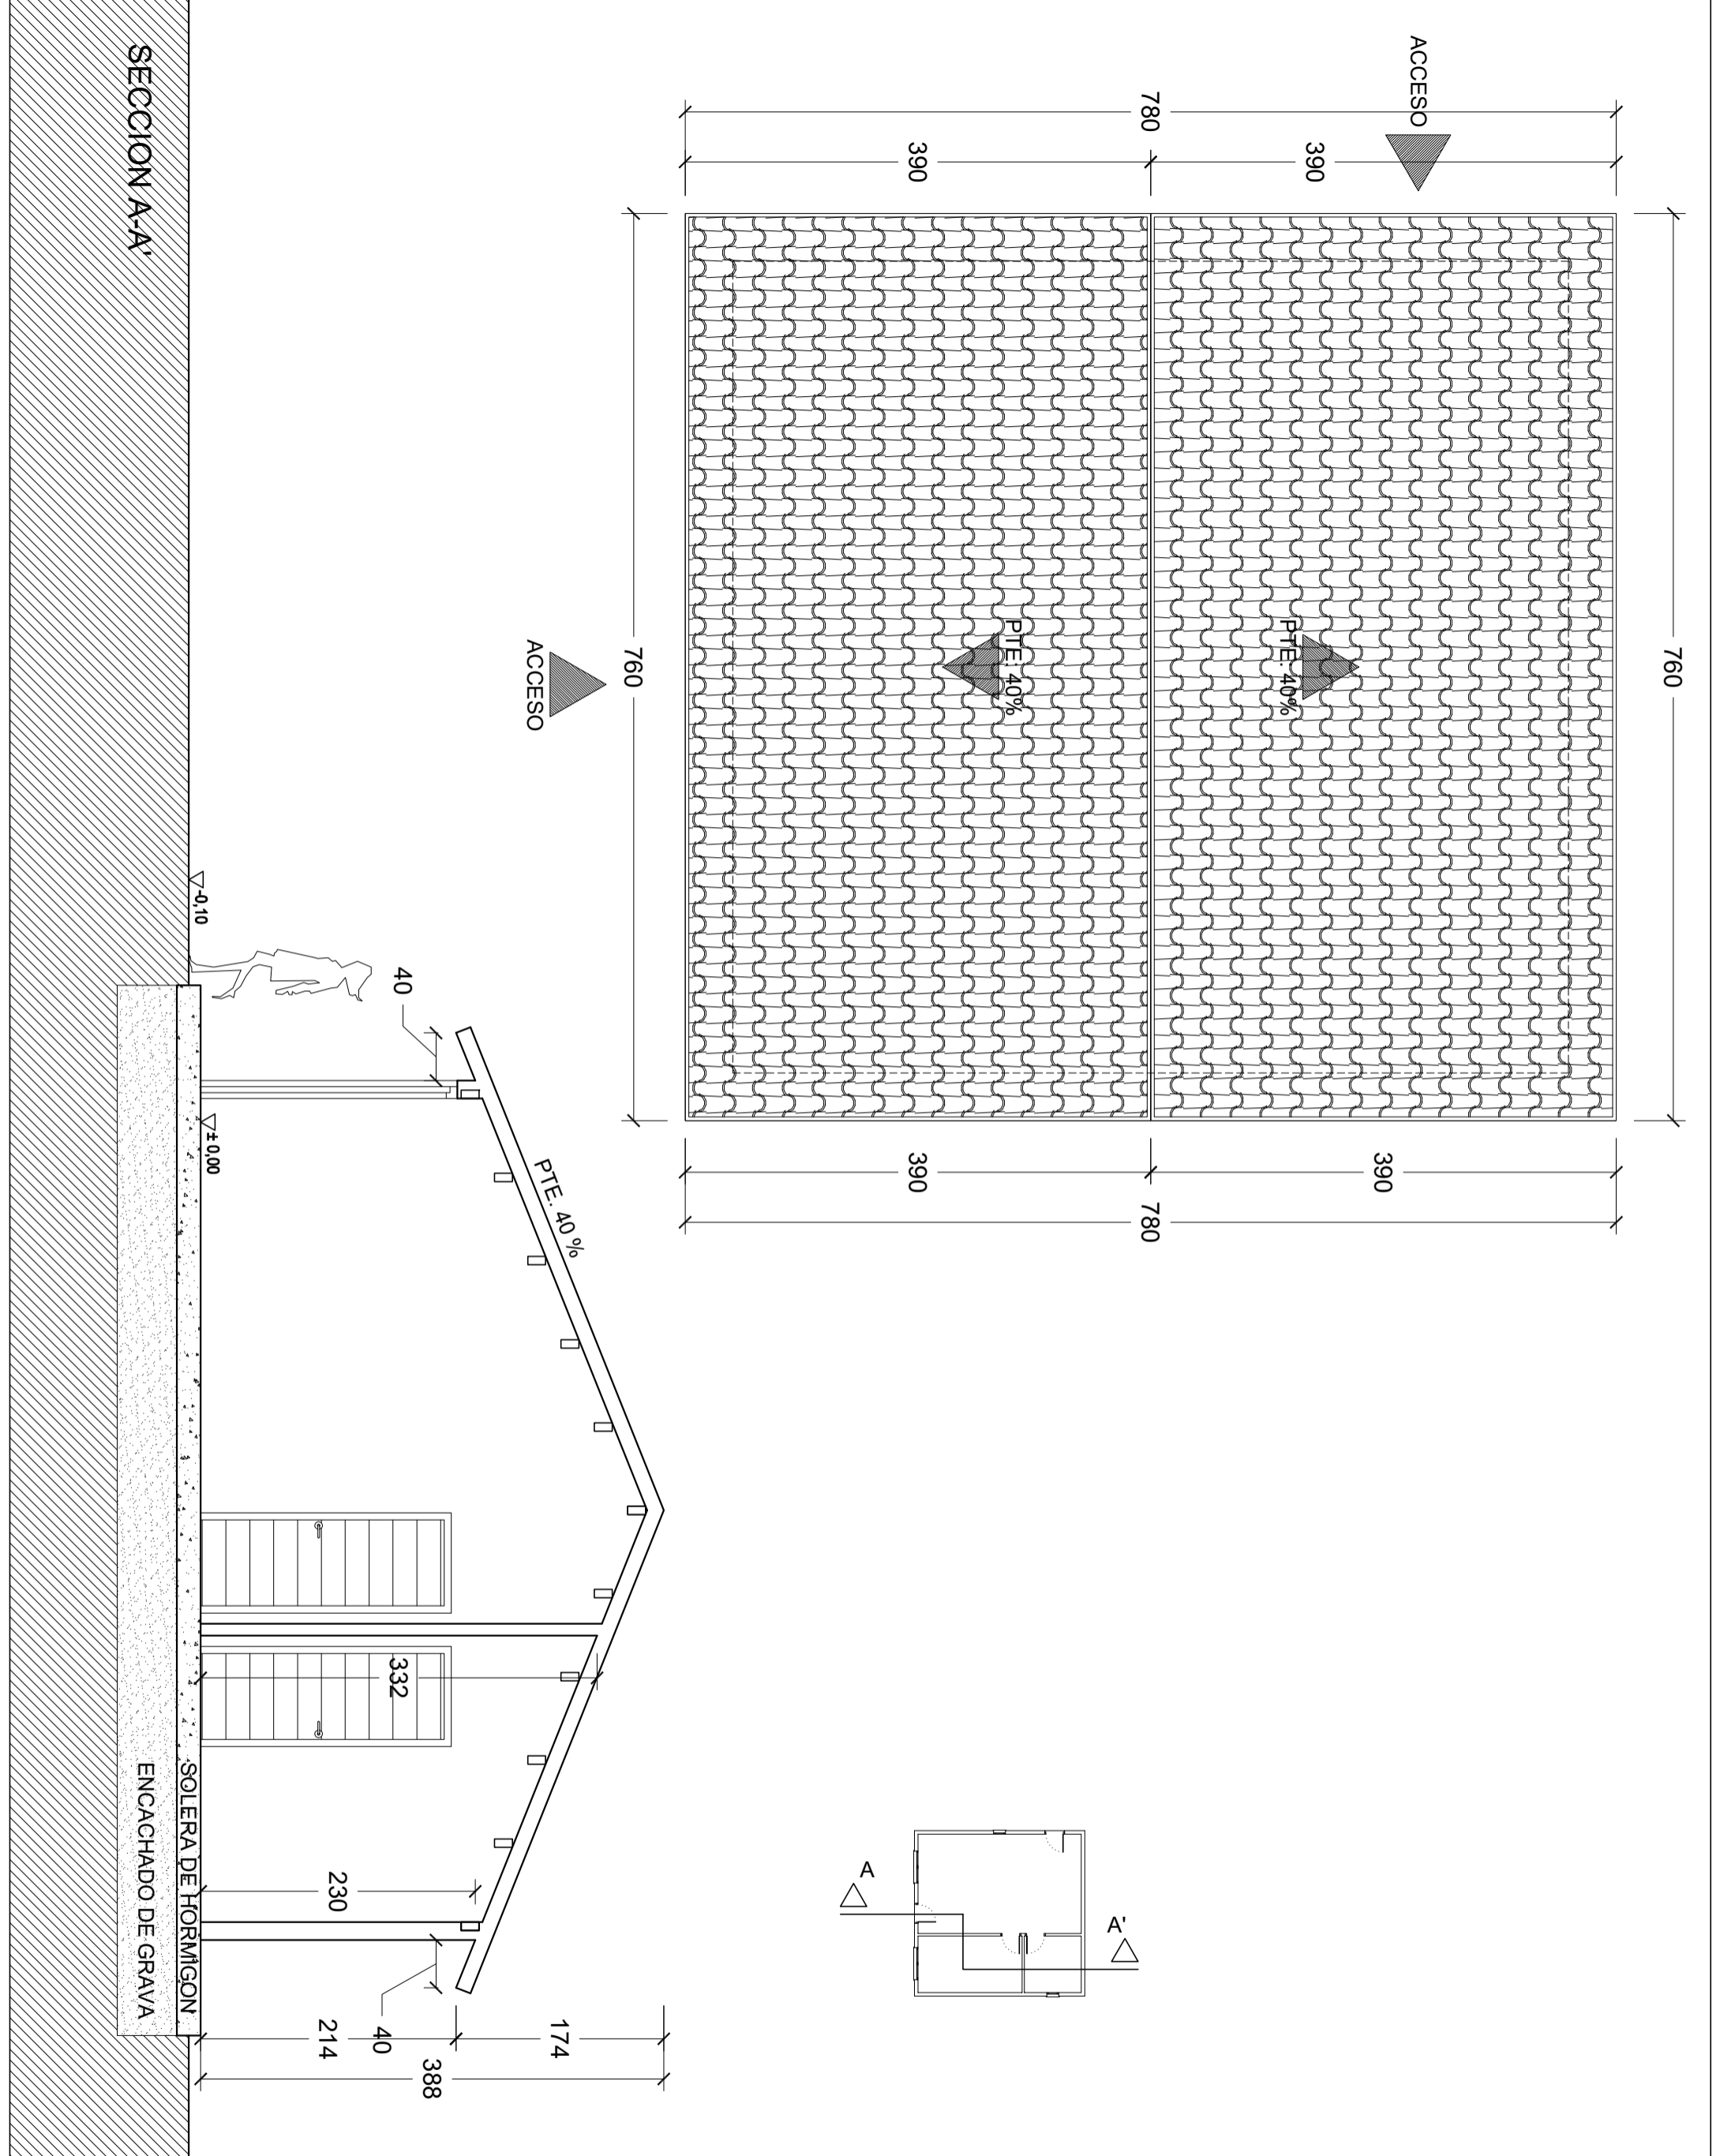 ACCESO
780
390
390
760
760
PTE: 40%
PTE: 40%
ACCESO
390
390
780
A
A'
SECCION A-A'
-0,10
40
± 0,00
PTE. 40 %
332
230
40
174
214
388
SOLERA DE HORMIGON
ENCACHADO DE GRAVA